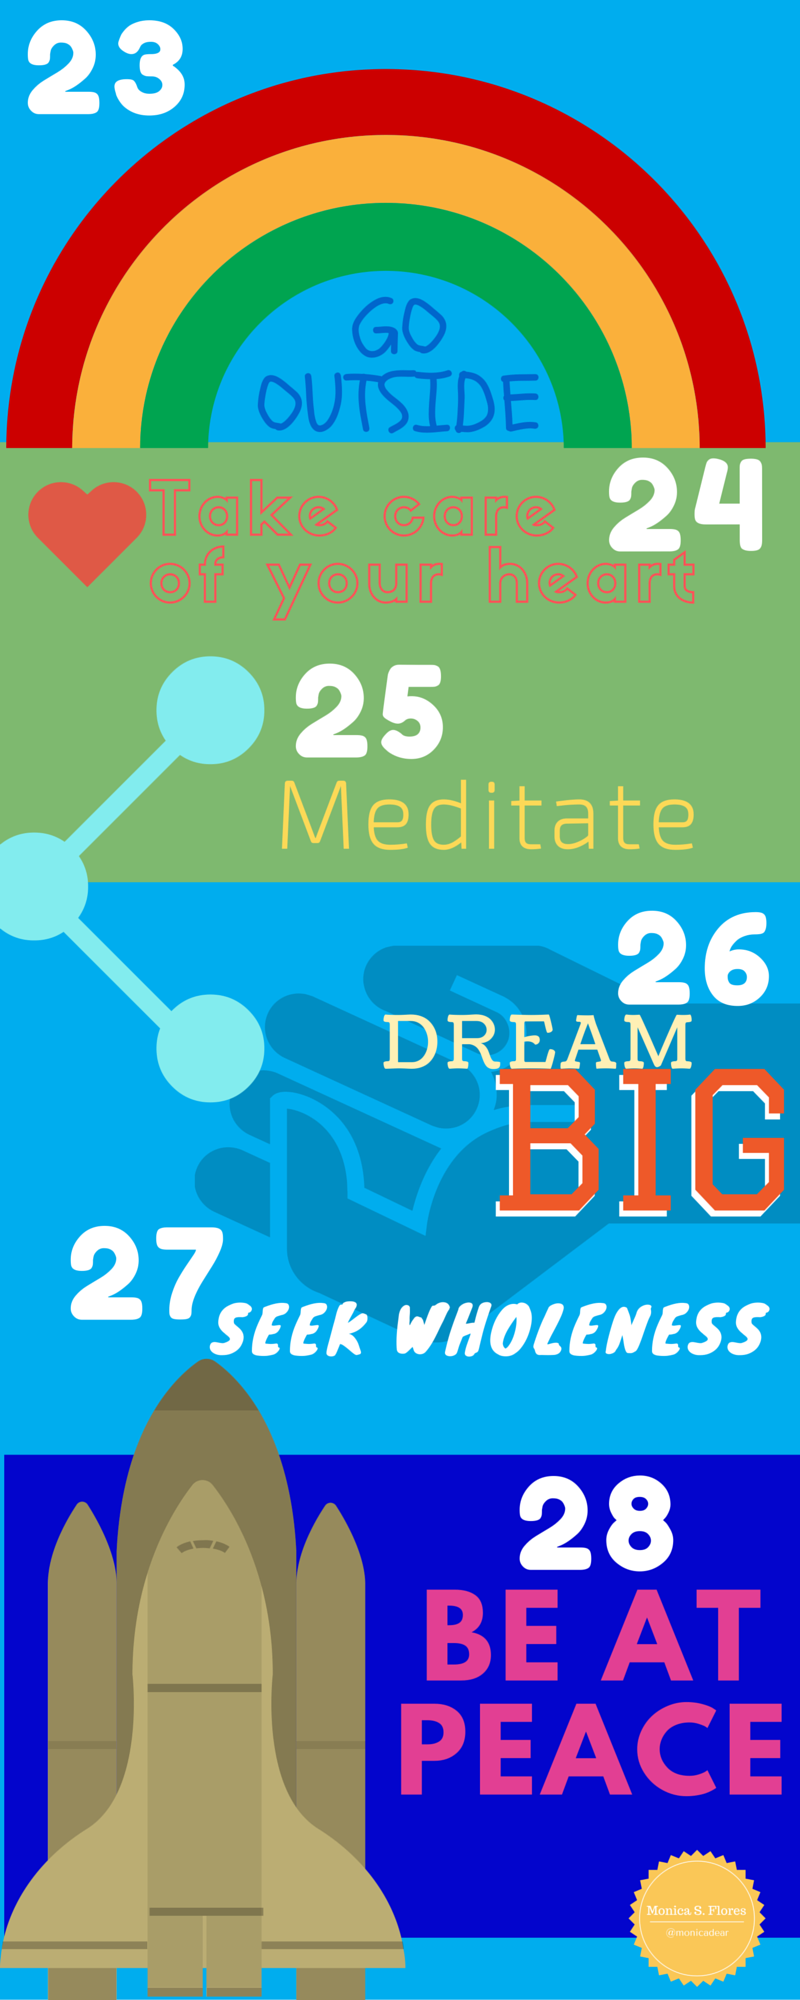 23
GO
OUTSIDE
24
Take care
of your heart
25
Meditate
26
DREAM
BIG
27
SEEK WHOLENESS
28
BE AT
PEACE
Monica S. Flores
@monicadear